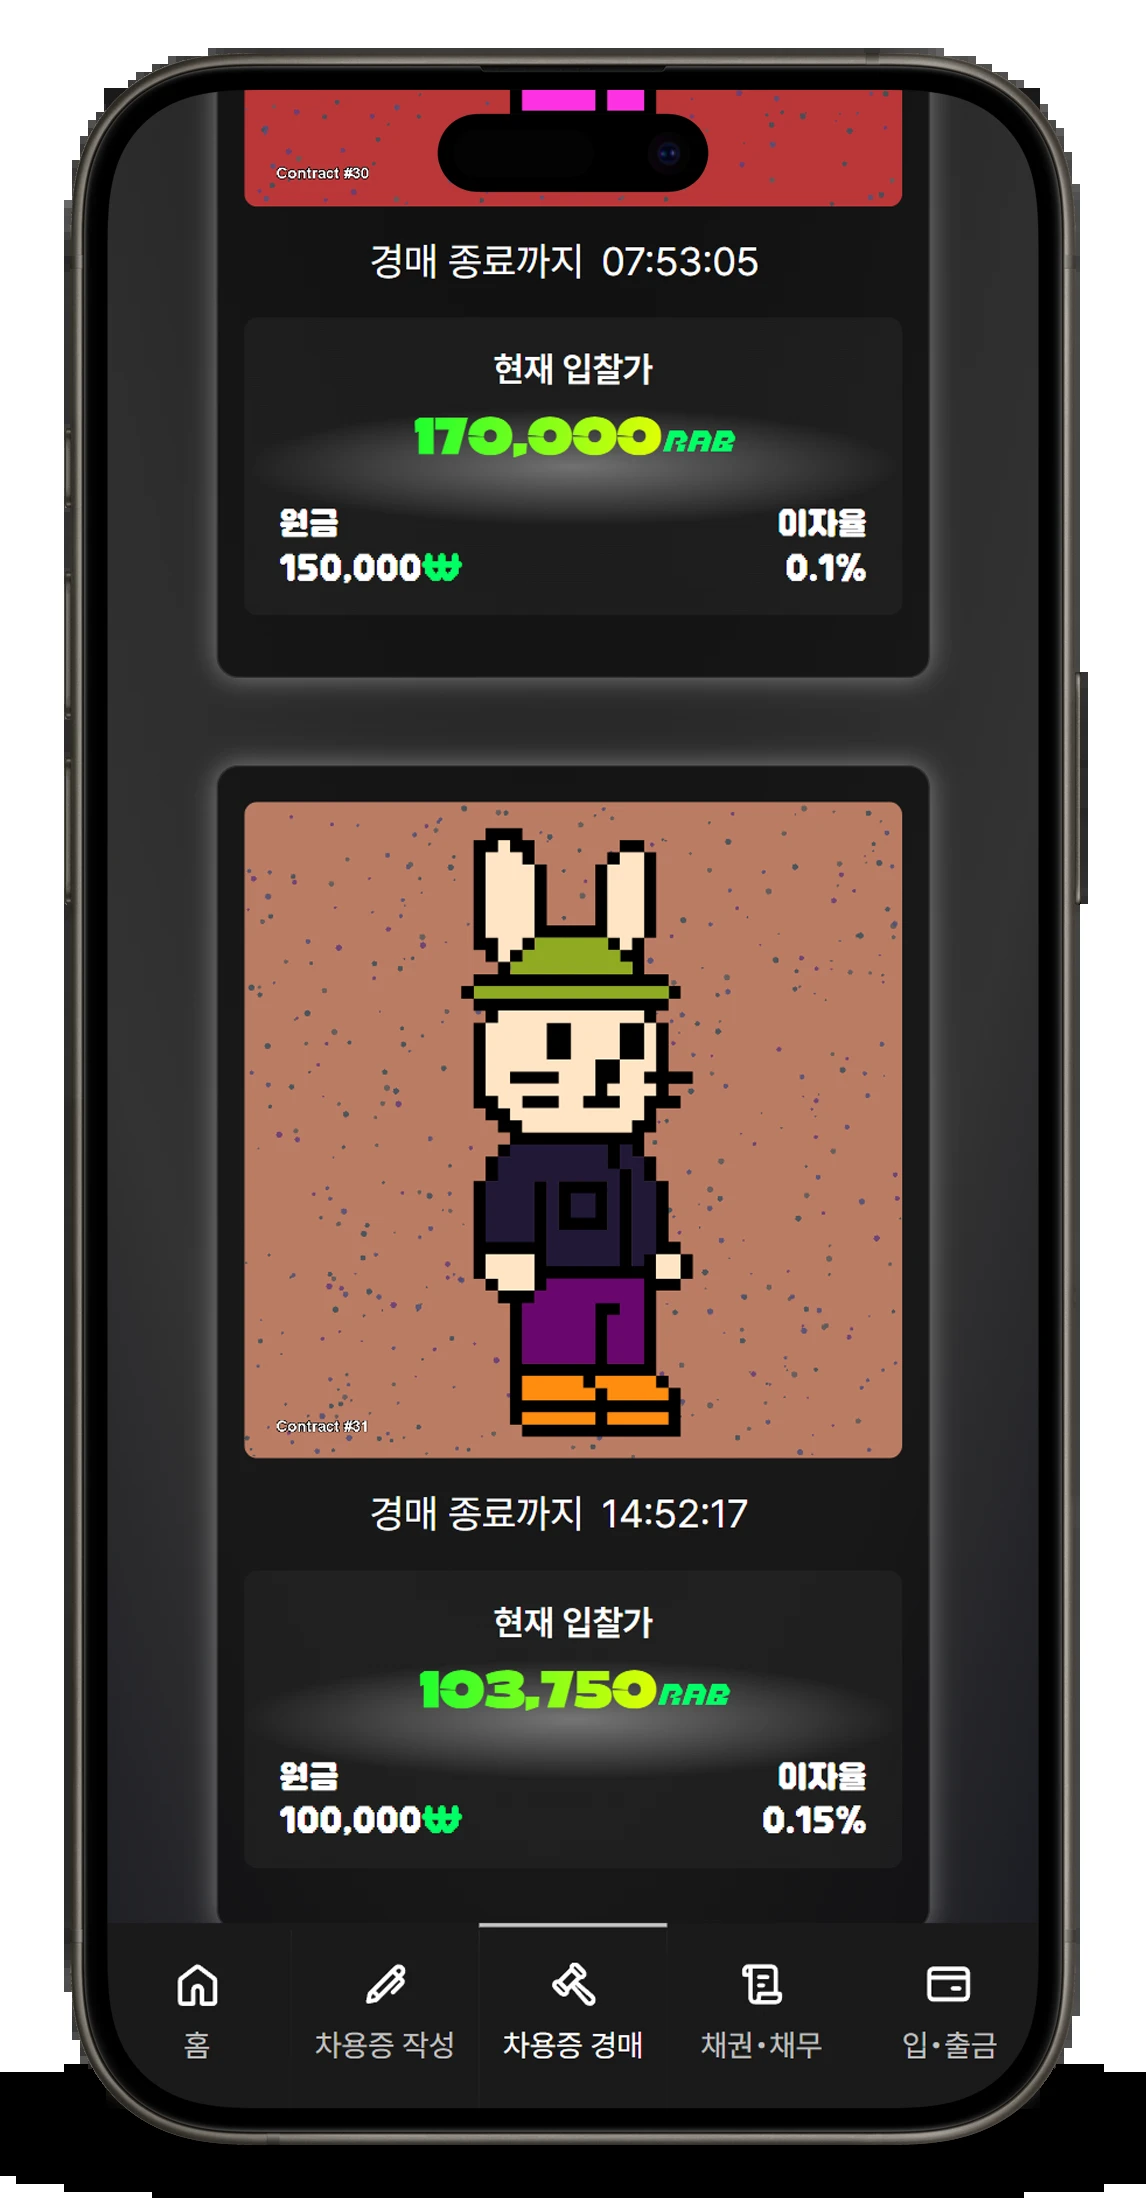 Contract #30
경매 종료까지 07:53:05
현재 입찰가
170,000RAB
원금 이자율
150,000₩ 0.1%
Contract #31
경매 종료까지 14:52:17
현재 입찰가
103,750RAB
원금 이자율
100,000₩ 0.15%
홈 차용증 작성 차용증 경매 채권•채무 입•출금